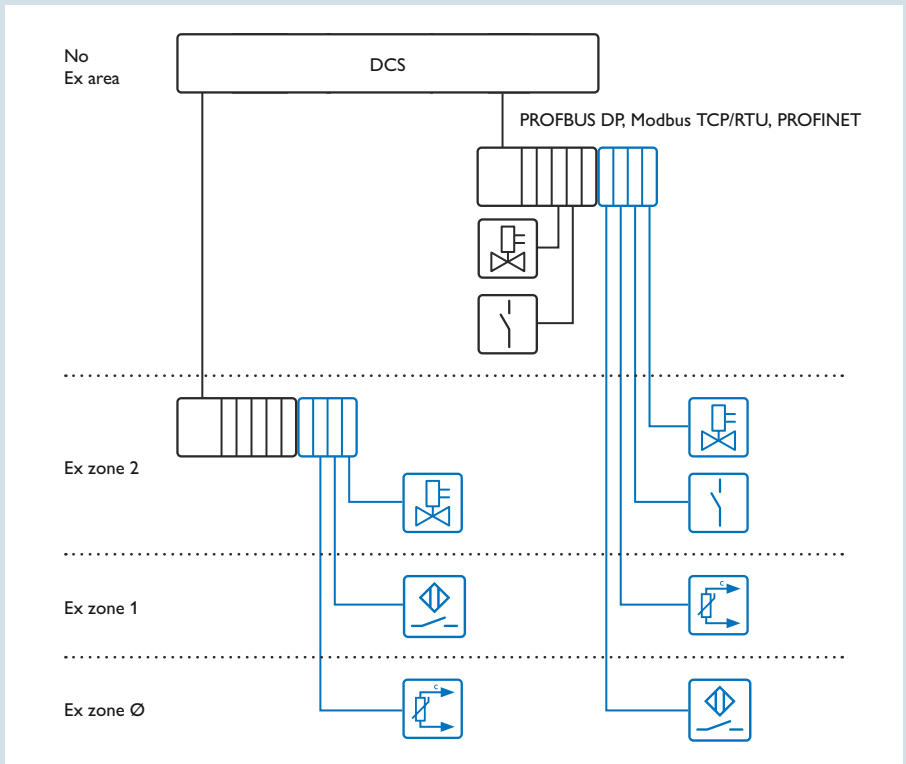 No
Ex area
DCS
PROFBUS DP, Modbus TCP/RTU, PROFINET
Ex zone 2
Ex zone 1
c
Ex zone Ø
c